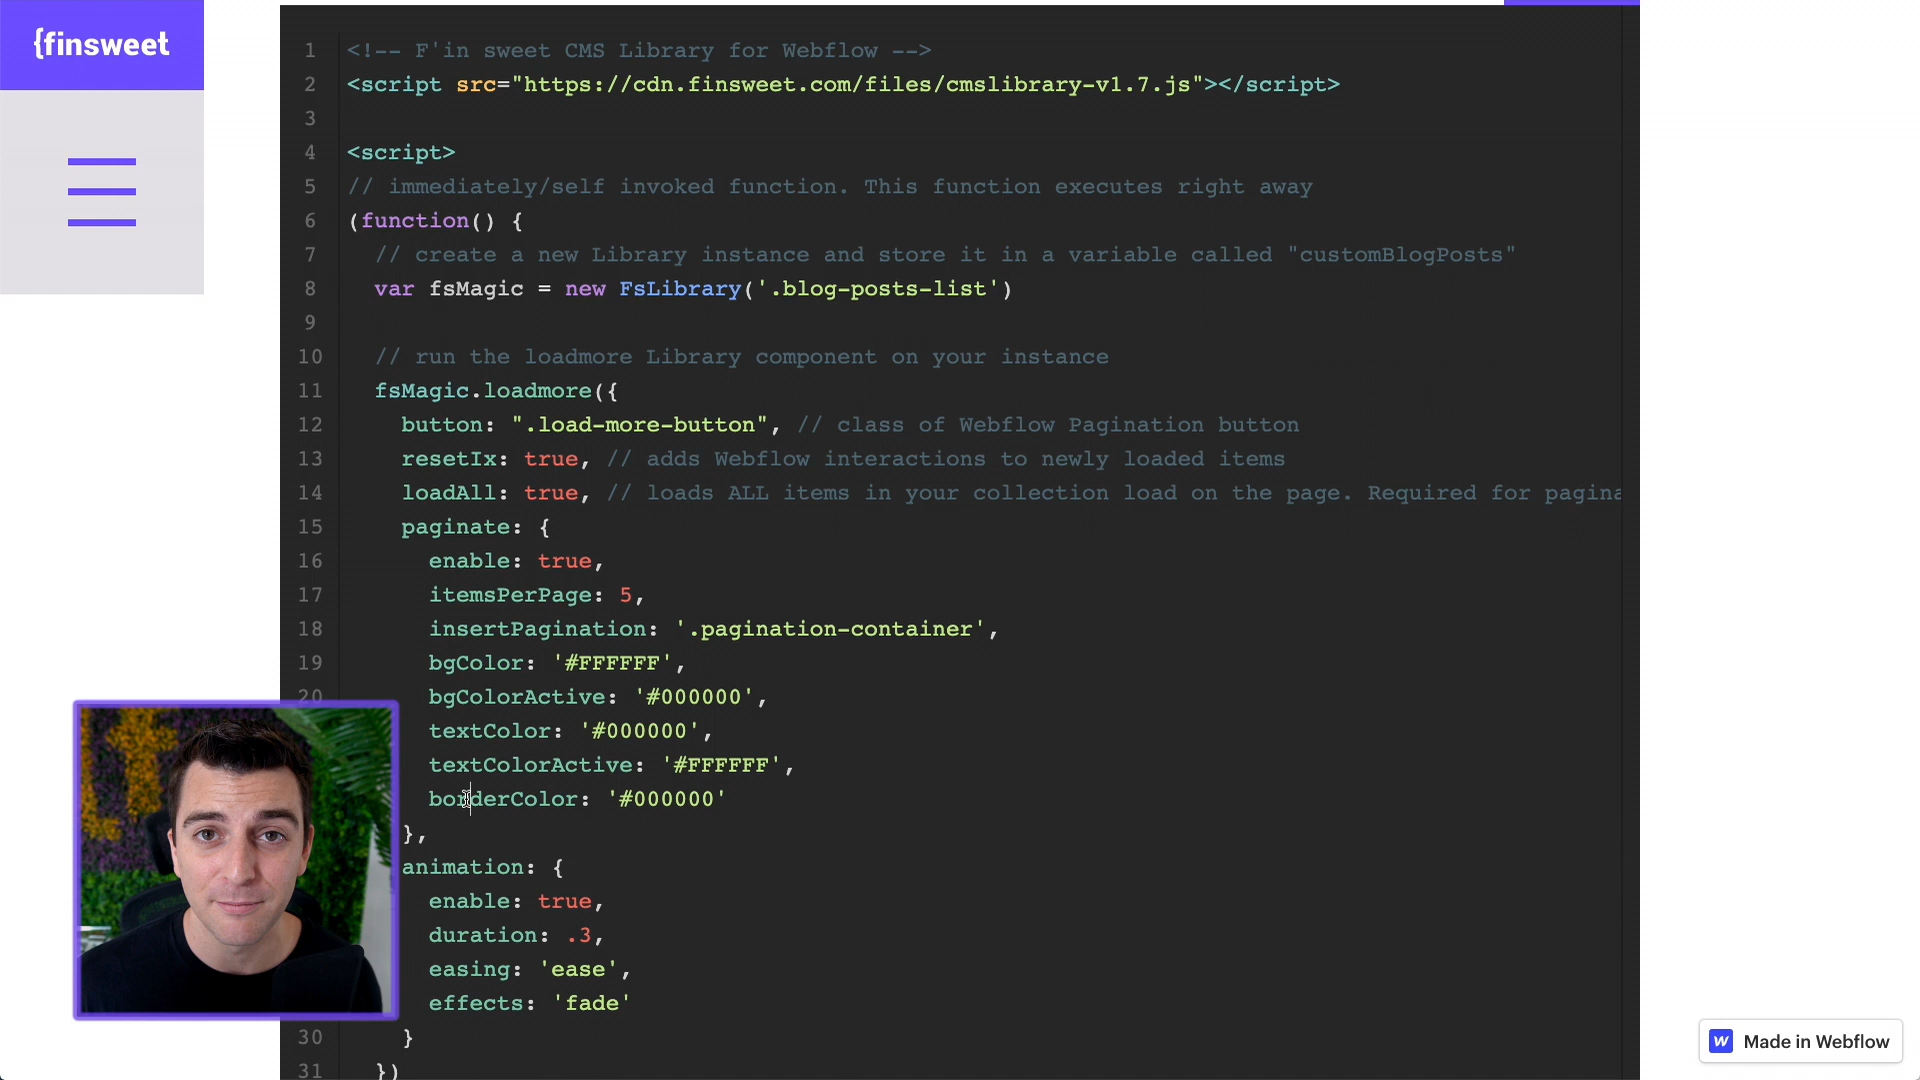 {finsweet
1 <!-- F'in sweet CMS Library for Webflow -->
2 <script src="https://cdn.finsweet.com/files/cmslibrary-v1.7.js"></script>
3
4 <script>
5 // immediately/self invoked function. This function executes right away
6 (function() {
7 // create a new Library instance and store it in a variable called "customBlogPosts"
8 var fsMagic = new FsLibrary('.blog-posts-list')
9
10 // run the loadmore Library component on your instance
11 fsMagic.loadmore({
12 button: ".load-more-button", // class of Webflow Pagination button
13 resetIx: true, // adds Webflow interactions to newly loaded items
14 loadAll: true, // loads ALL items in your collection load on the page. Required for pagina
15 paginate: {
16 enable: true,
17 itemsPerPage: 5,
18 insertPagination: '.pagination-container',
19 bgColor: '#FFFFFF',
20 bgColorActive: '#000000',
textColor: '#000000',
textColorActive: '#FFFFFF',
borderColor: '#000000'
},
animation: {
enable: true,
duration: .3,
easing: 'ease',
effects: 'fade'
30 }
31 })
W Made in Webflow